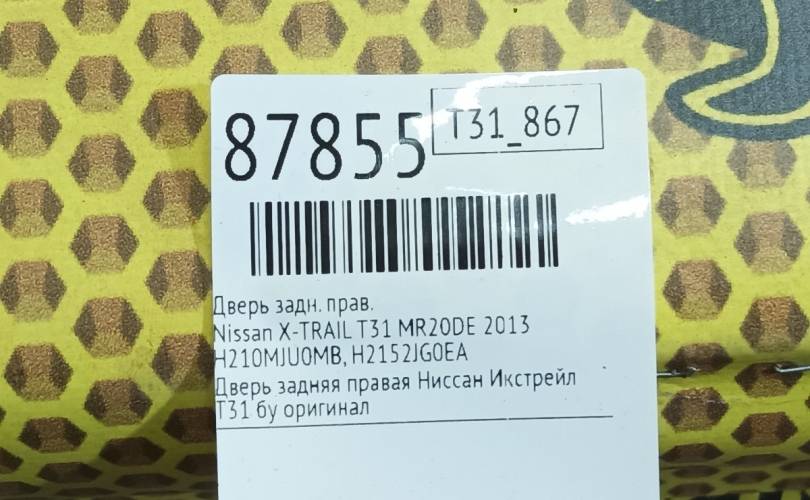 87855
T31_867
Дверь задн. прав.
Nissan X-TRAIL T31 MR20DE 2013
H210MJU0MB, H2152JG0EA
Дверь задняя правая Ниссан Икстрейл
Т31 бу оригинал